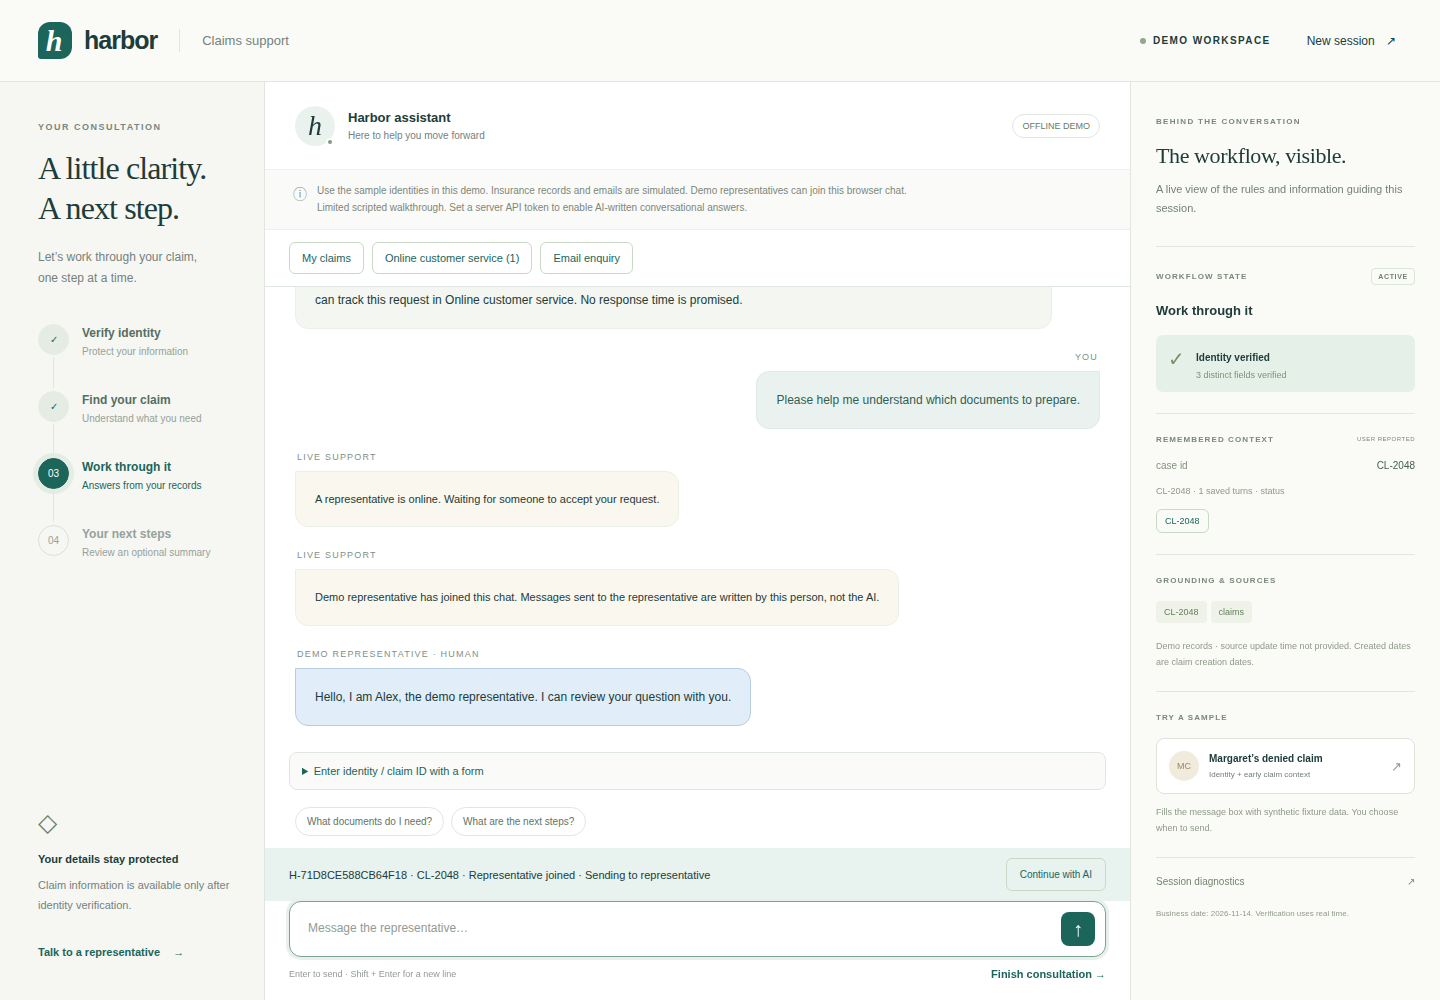 h harbor
Claims support
DEMO WORKSPACE
New session ↗
YOUR CONSULTATION
A little clarity.
A next step.
Let’s work through your claim,
one step at a time.
✓
Verify identity
Protect your information
✓
Find your claim
Understand what you need
03
Work through it
Answers from your records
04
Your next steps
Review an optional summary
Your details stay protected
Claim information is available only after
identity verification.
Talk to a representative →
h
Harbor assistant
Here to help you move forward
OFFLINE DEMO
ⓘ Use the sample identities in this demo. Insurance records and emails are simulated. Demo representatives can join this browser chat.
Limited scripted walkthrough. Set a server API token to enable AI-written conversational answers.
My claims
Online customer service (1)
Email enquiry
can track this request in Online customer service. No response time is promised.
YOU
Please help me understand which documents to prepare.
LIVE SUPPORT
A representative is online. Waiting for someone to accept your request.
LIVE SUPPORT
Demo representative has joined this chat. Messages sent to the representative are written by this person, not the AI.
DEMO REPRESENTATIVE · HUMAN
Hello, I am Alex, the demo representative. I can review your question with you.
▶ Enter identity / claim ID with a form
What documents do I need?
What are the next steps?
H-71D8CE588CB64F18 · CL-2048 · Representative joined · Sending to representative
Continue with AI
Message the representative…
↑
Enter to send · Shift + Enter for a new line
Finish consultation →
BEHIND THE CONVERSATION
The workflow, visible.
A live view of the rules and information guiding this
session.
WORKFLOW STATE
ACTIVE
Work through it
✓
Identity verified
3 distinct fields verified
REMEMBERED CONTEXT
USER REPORTED
case id
CL-2048
CL-2048 · 1 saved turns · status
CL-2048
GROUNDING & SOURCES
CL-2048
claims
Demo records · source update time not provided. Created dates
are claim creation dates.
TRY A SAMPLE
MC
Margaret’s denied claim
Identity + early claim context
↗
Fills the message box with synthetic fixture data. You choose
when to send.
Session diagnostics ↗
Business date: 2026-11-14. Verification uses real time.